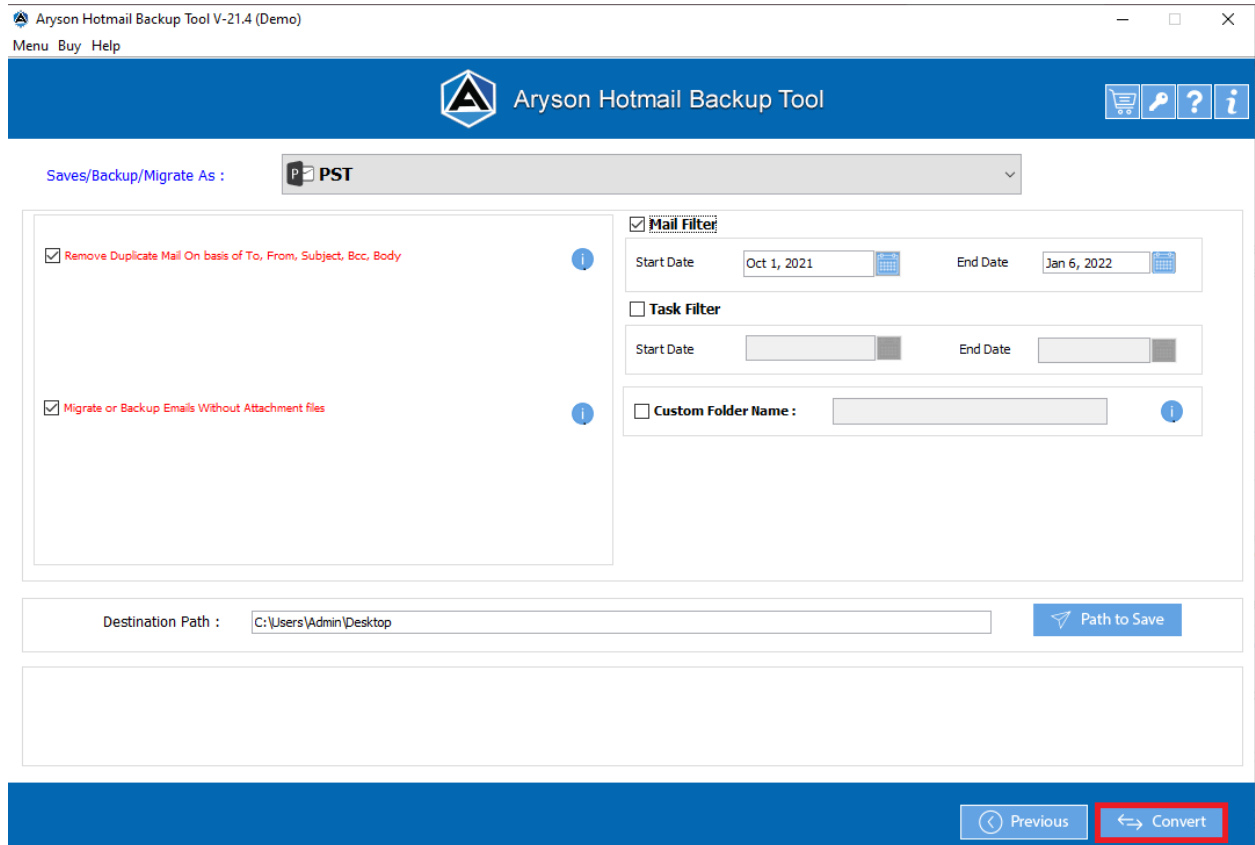 Aryson Hotmail Backup Tool V-21.4 (Demo)
Menu Buy Help
Aryson Hotmail Backup Tool
Saves/Backup/Migrate As :
PST
Remove Duplicate Mail On basis of To, From, Subject, Bcc, Body
Mail Filter
Start Date Oct 1, 2021 End Date Jan 6, 2022
Task Filter
Start Date End Date
Migrate or Backup Emails Without Attachment files
Custom Folder Name :
Destination Path : C:\Users\Admin\Desktop Path to Save
Previous Convert